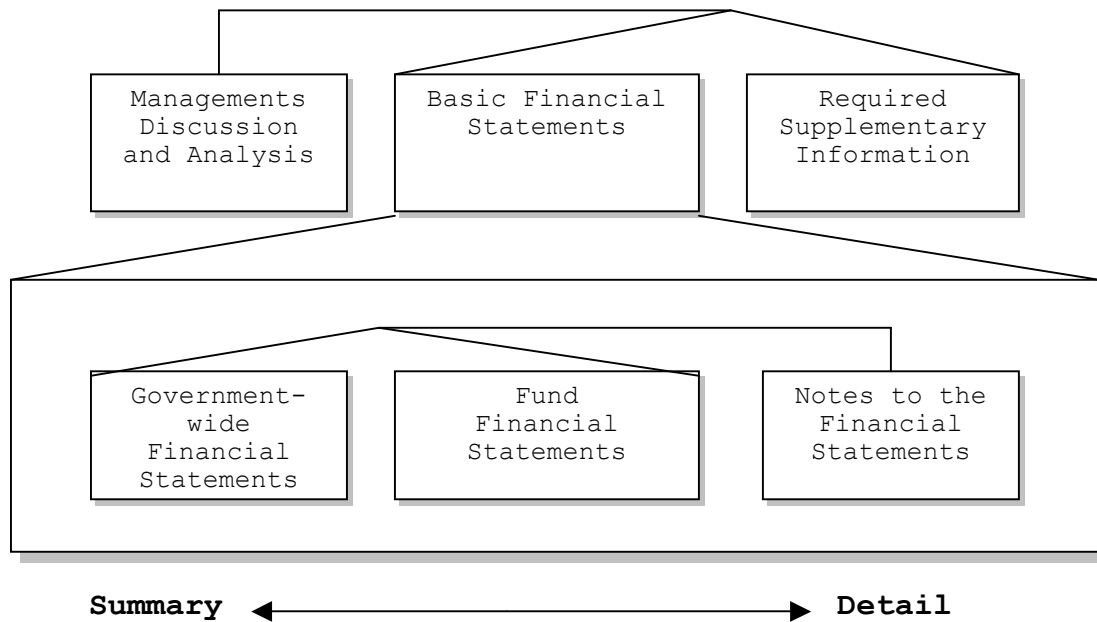 Managements
Discussion
and Analysis
Basic Financial
Statements
Required
Supplementary
Information
Government-
wide
Financial
Statements
Fund
Financial
Statements
Notes to the
Financial
Statements
Summary
Detail